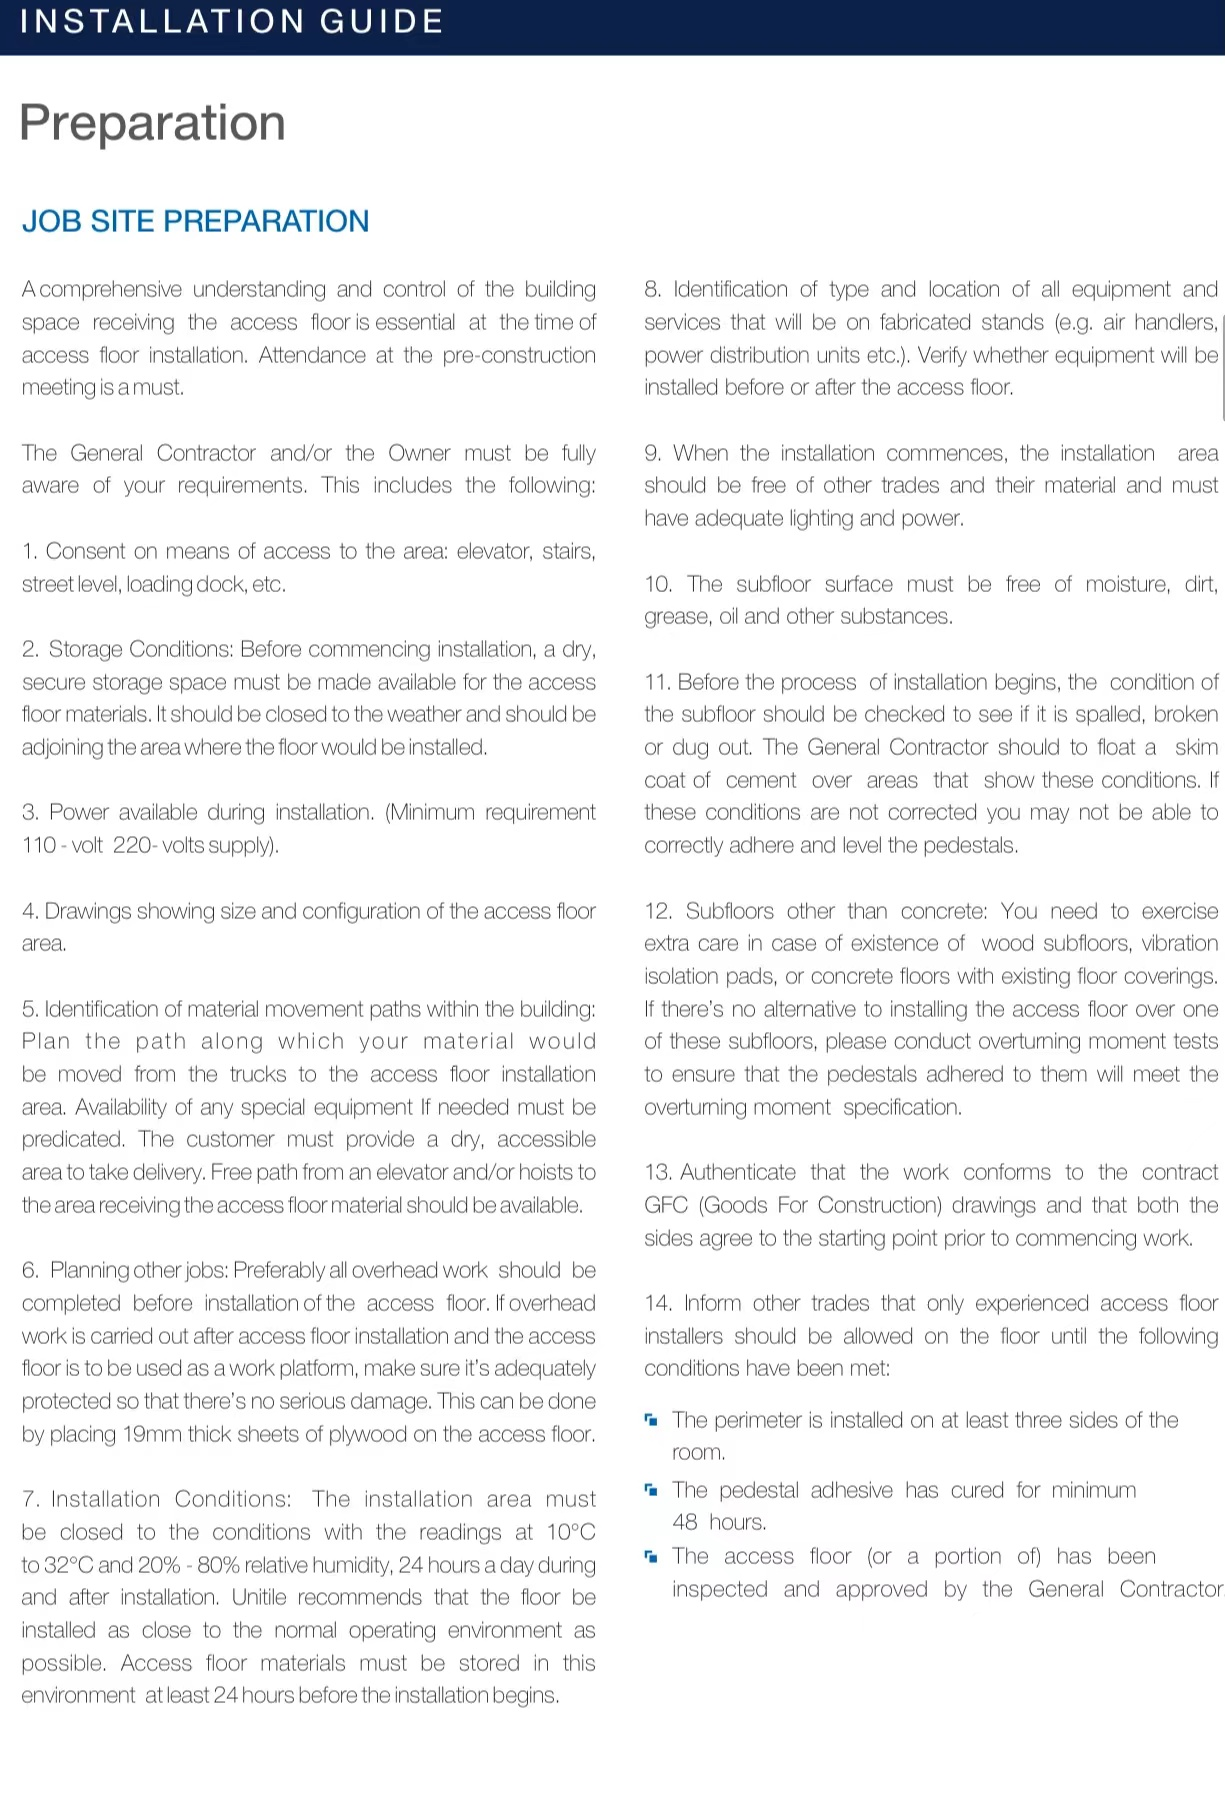 INSTALLATION GUIDE
Preparation
JOB SITE PREPARATION
A comprehensive understanding and control of the building
space receiving the access floor is essential at the time of
access floor installation. Attendance at the pre-construction
meeting is a must.
The General Contractor and/or the Owner must be fully
aware of your requirements. This includes the following:
1. Consent on means of access to the area: elevator, stairs,
street level, loading dock, etc.
2. Storage Conditions: Before commencing installation, a dry,
secure storage space must be made available for the access
floor materials. It should be closed to the weather and should be
adjoining the area where the floor would be installed.
3. Power available during installation. (Minimum requirement
110 - volt 220- volts supply).
4. Drawings showing size and configuration of the access floor
area.
5. Identification of material movement paths within the building:
Plan the path along which your material would
be moved from the trucks to the access floor installation
area. Availability of any special equipment If needed must be
predicated. The customer must provide a dry, accessible
area to take delivery. Free path from an elevator and/or hoists to
the area receiving the access floor material should be available.
6. Planning other jobs: Preferably all overhead work should be
completed before installation of the access floor. If overhead
work is carried out after access floor installation and the access
floor is to be used as a work platform, make sure it's adequately
protected so that there's no serious damage. This can be done
by placing 19mm thick sheets of plywood on the access floor.
7. Installation Conditions: The installation area must
be closed to the conditions with the readings at 10°C
to 32°C and 20% - 80% relative humidity, 24 hours a day during
and after installation. Unitile recommends that the floor be
installed as close to the normal operating environment as
possible. Access floor materials must be stored in this
environment at least 24 hours before the installation begins.
8. Identification of type and location of all equipment and
services that will be on fabricated stands (e.g. air handlers,
power distribution units etc.). Verify whether equipment will be
installed before or after the access floor.
9. When the installation commences, the installation area
should be free of other trades and their material and must
have adequate lighting and power.
10. The subfloor surface must be free of moisture, dirt,
grease, oil and other substances.
11. Before the process of installation begins, the condition of
the subfloor should be checked to see if it is spalled, broken
or dug out. The General Contractor should to float a skim
coat of cement over areas that show these conditions. If
these conditions are not corrected you may not be able to
correctly adhere and level the pedestals.
12. Subfloors other than concrete: You need to exercise
extra care in case of existence of wood subfloors, vibration
isolation pads, or concrete floors with existing floor coverings.
If there's no alternative to installing the access floor over one
of these subfloors, please conduct overturning moment tests
to ensure that the pedestals adhered to them will meet the
overturning moment specification.
13. Authenticate that the work conforms to the contract
GFC (Goods For Construction) drawings and that both the
sides agree to the starting point prior to commencing work.
14. Inform other trades that only experienced access floor
installers should be allowed on the floor until the following
conditions have been met:
The perimeter is installed on at least three sides of the
room.
The pedestal adhesive has cured for minimum
48 hours.
The access floor (or a portion of) has been
inspected and approved by the General Contractor.